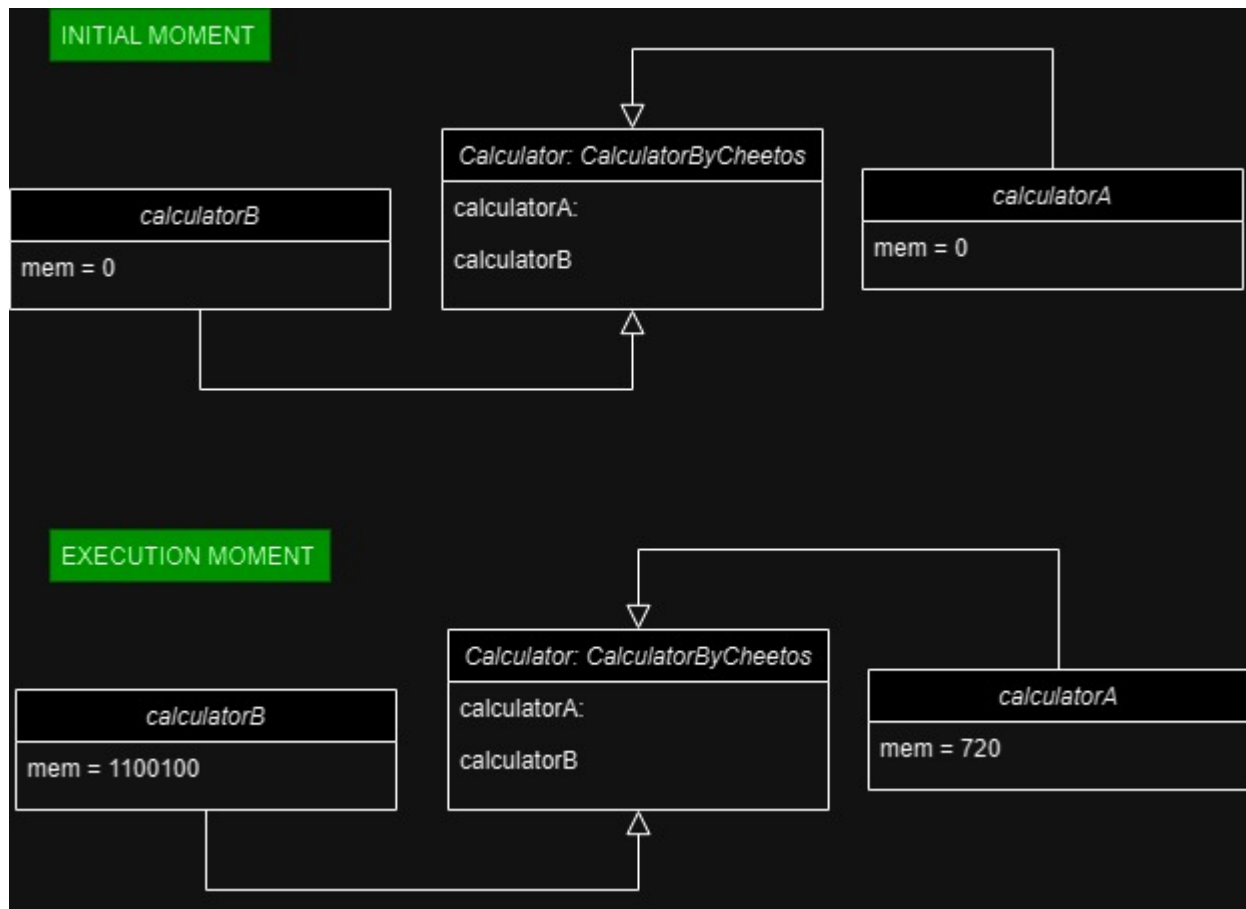 INITIAL MOMENT
Calculator: CalculatorByCheetos
calculatorA:
calculatorB
calculatorB
mem = 0
calculatorA
mem = 0
EXECUTION MOMENT
Calculator: CalculatorByCheetos
calculatorA:
calculatorB
calculatorB
mem = 1100100
calculatorA
mem = 720